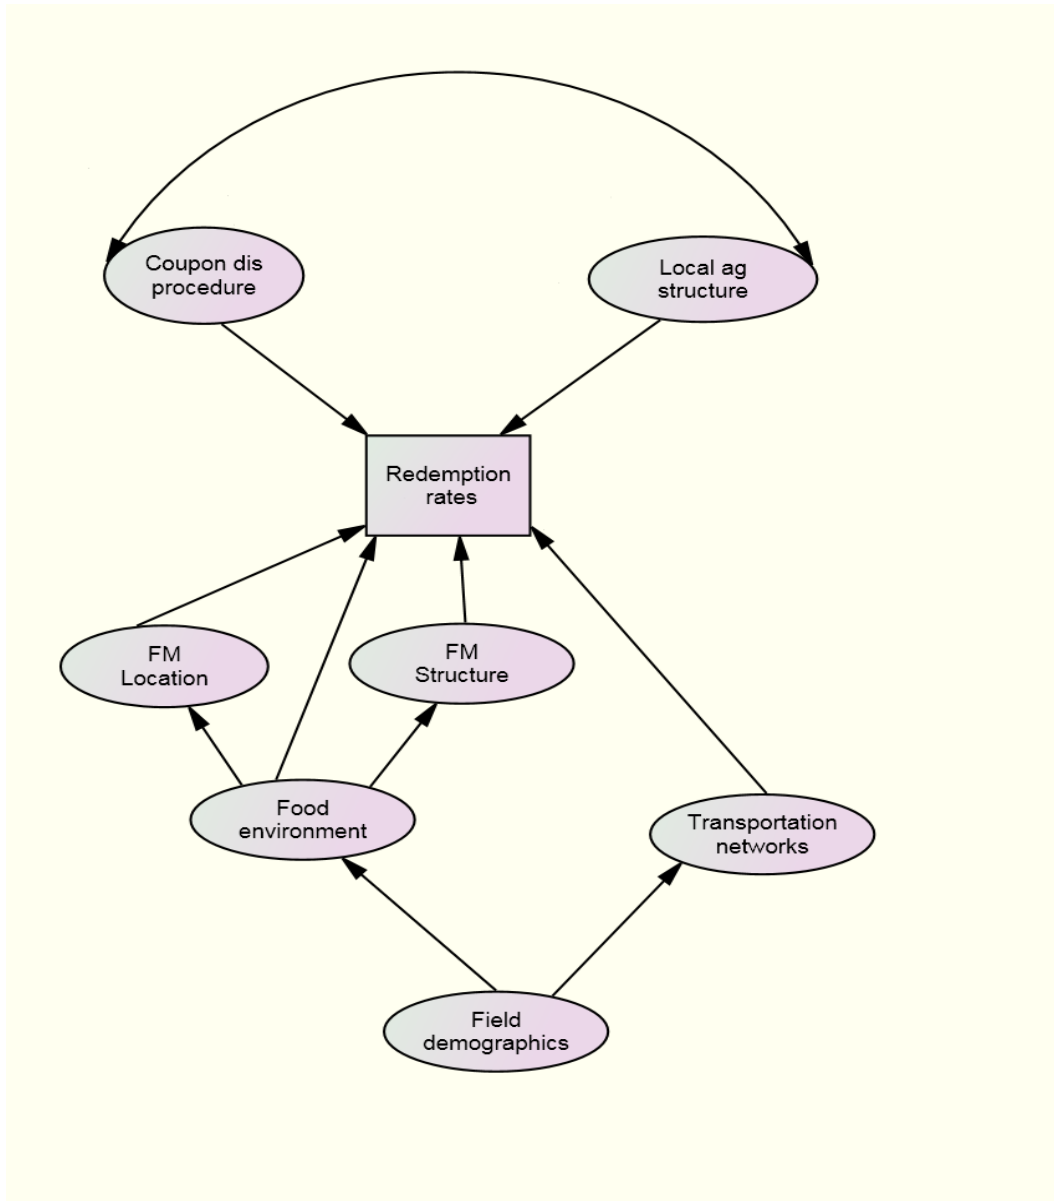 Coupon dis
procedure
Local ag
structure
Redemption
rates
FM
Location
FM
Structure
Food
environment
Transportation
networks
Field
demographics